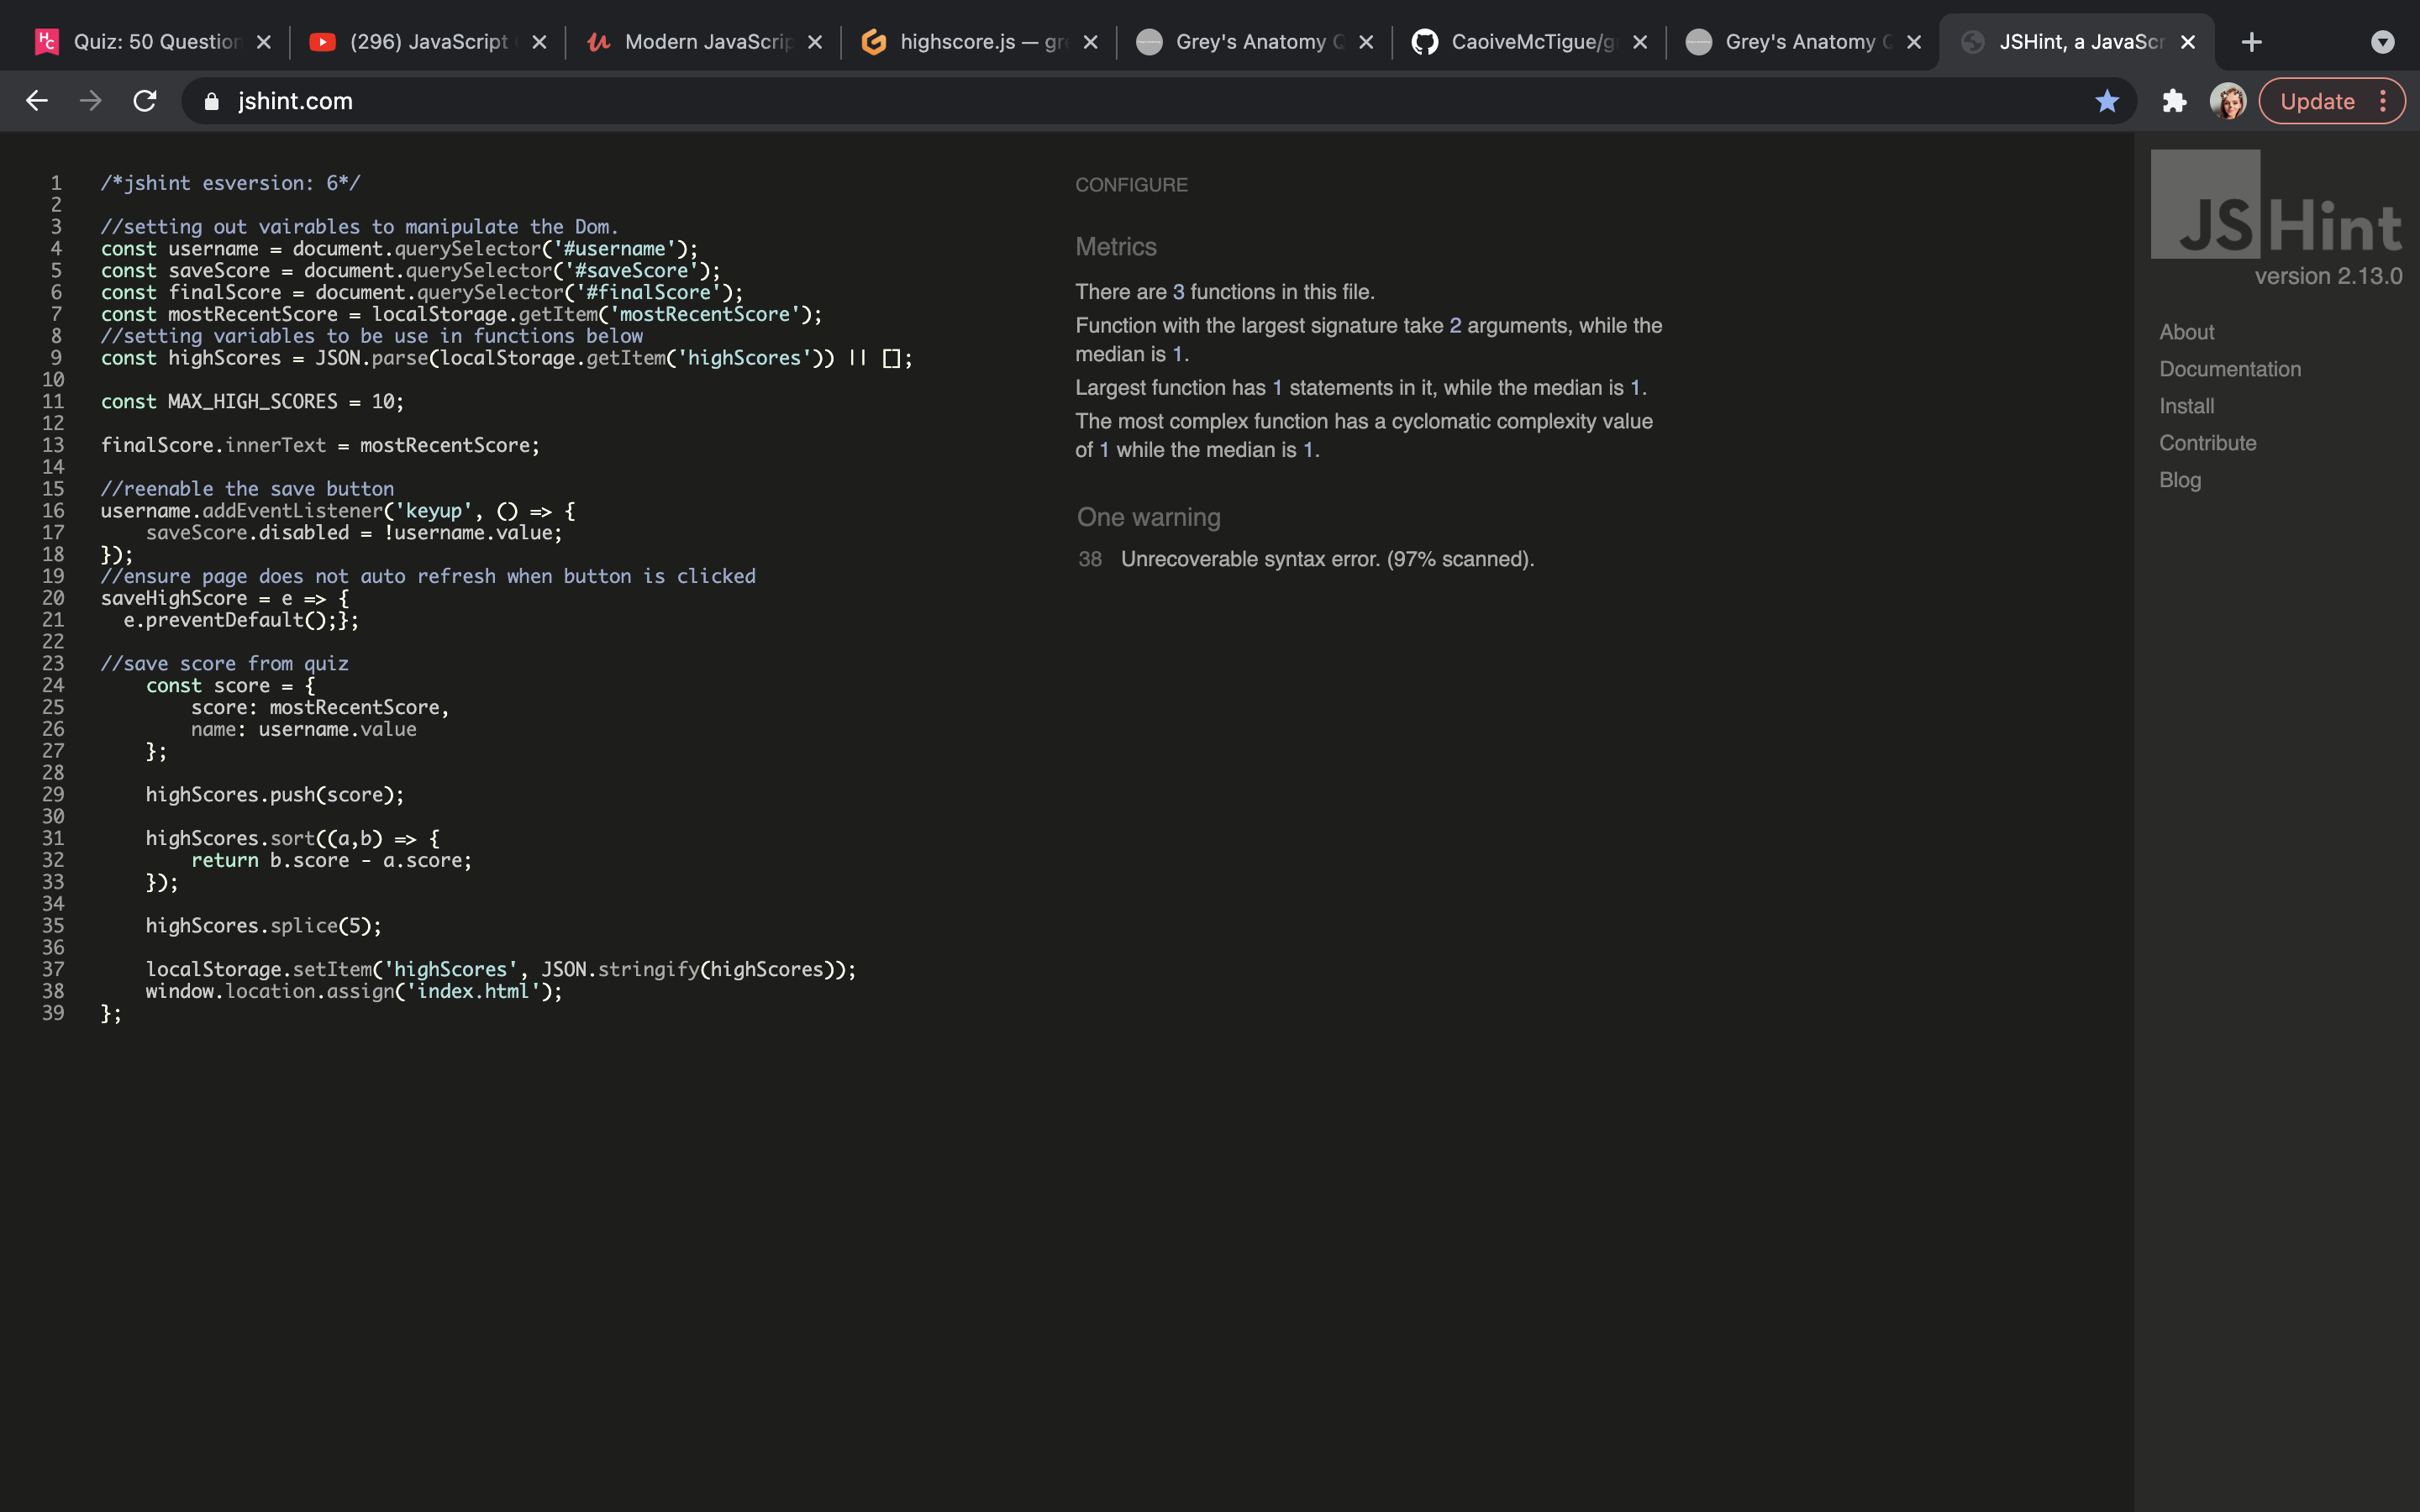 Quiz: 50 Question
(296) JavaScript
Modern JavaScrip
highscore.js — gr
Grey's Anatomy Q
CaoiveMcTigue/g
Grey's Anatomy Q
JSHint, a JavaScr
jshint.com
Update
1 /*jshint esversion: 6*/
2
3 //setting out vairables to manipulate the Dom.
4 const username = document.querySelector('#username');
5 const saveScore = document.querySelector('#saveScore');
6 const finalScore = document.querySelector('#finalScore');
7 const mostRecentScore = localStorage.getItem('mostRecentScore');
8 //setting variables to be use in functions below
9 const highScores = JSON.parse(localStorage.getItem('highScores')) || [];
10
11 const MAX_HIGH_SCORES = 10;
12
13 finalScore.innerText = mostRecentScore;
14
15 //reenable the save button
16 username.addEventListener('keyup', () => {
17 saveScore.disabled = !username.value;
18 });
19 //ensure page does not auto refresh when button is clicked
20 saveHighScore = e => {
21 e.preventDefault();};
22
23 //save score from quiz
24 const score = {
25 score: mostRecentScore,
26 name: username.value
27 };
28
29 highScores.push(score);
30
31 highScores.sort((a,b) => {
32 return b.score - a.score;
33 });
34
35 highScores.splice(5);
36
37 localStorage.setItem('highScores', JSON.stringify(highScores));
38 window.location.assign('index.html');
39 };
CONFIGURE
Metrics
There are 3 functions in this file.
Function with the largest signature take 2 arguments, while the
median is 1.
Largest function has 1 statements in it, while the median is 1.
The most complex function has a cyclomatic complexity value
of 1 while the median is 1.
One warning
38 Unrecoverable syntax error. (97% scanned).
JSHint
version 2.13.0
About
Documentation
Install
Contribute
Blog